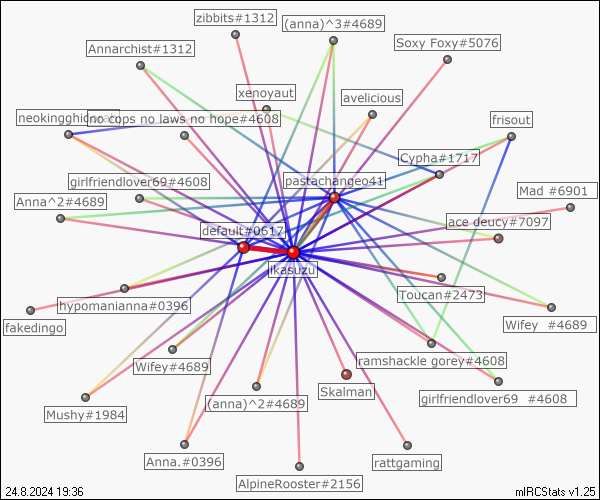 zibbits#1312
(anna)^3#4689
Annarchist#1312
Soxy Foxy#5076
xenoyaut
avelicious
neokingghidorah
no cops no laws no hope#4608
frisout
Cypha#1717
girlfriendlover69#4608
pastachangeo41
Mad #6901
Anna^2#4689
default#0617
ace deucy#7097
ikasuzu
hypomanianna#0396
Toucan#2473
fakedingo
Wifey #4689
Wifey#4689
ramshackle gorey#4608
Skalman
girlfriendlover69 #4608
Mushy#1984
(anna)^2#4689
Anna.#0396
rattgaming
AlpineRooster#2156
24.8.2024 19:36
mIRCStats v1.25